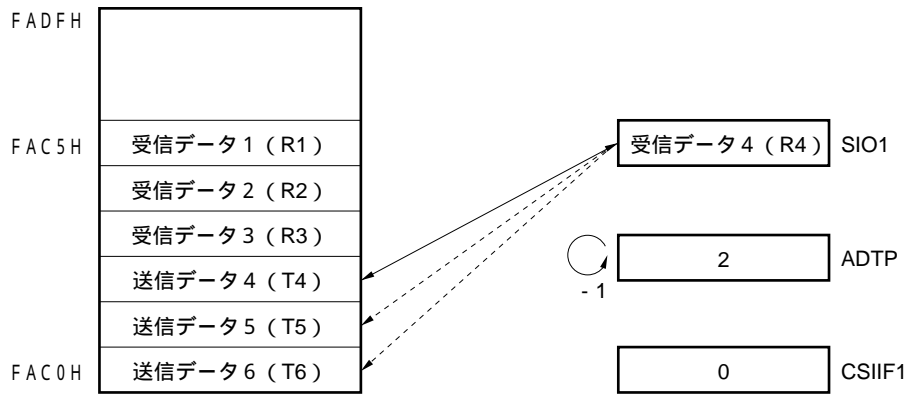 FADFH
FAC5H 受信データ1（R1） 受信データ4（R4） SIO1
受信データ2（R2）
受信データ3（R3）
送信データ4（T4） 2 ADTP
-1
送信データ5（T5）
FAC0H 送信データ6（T6） 0 CSIIF1